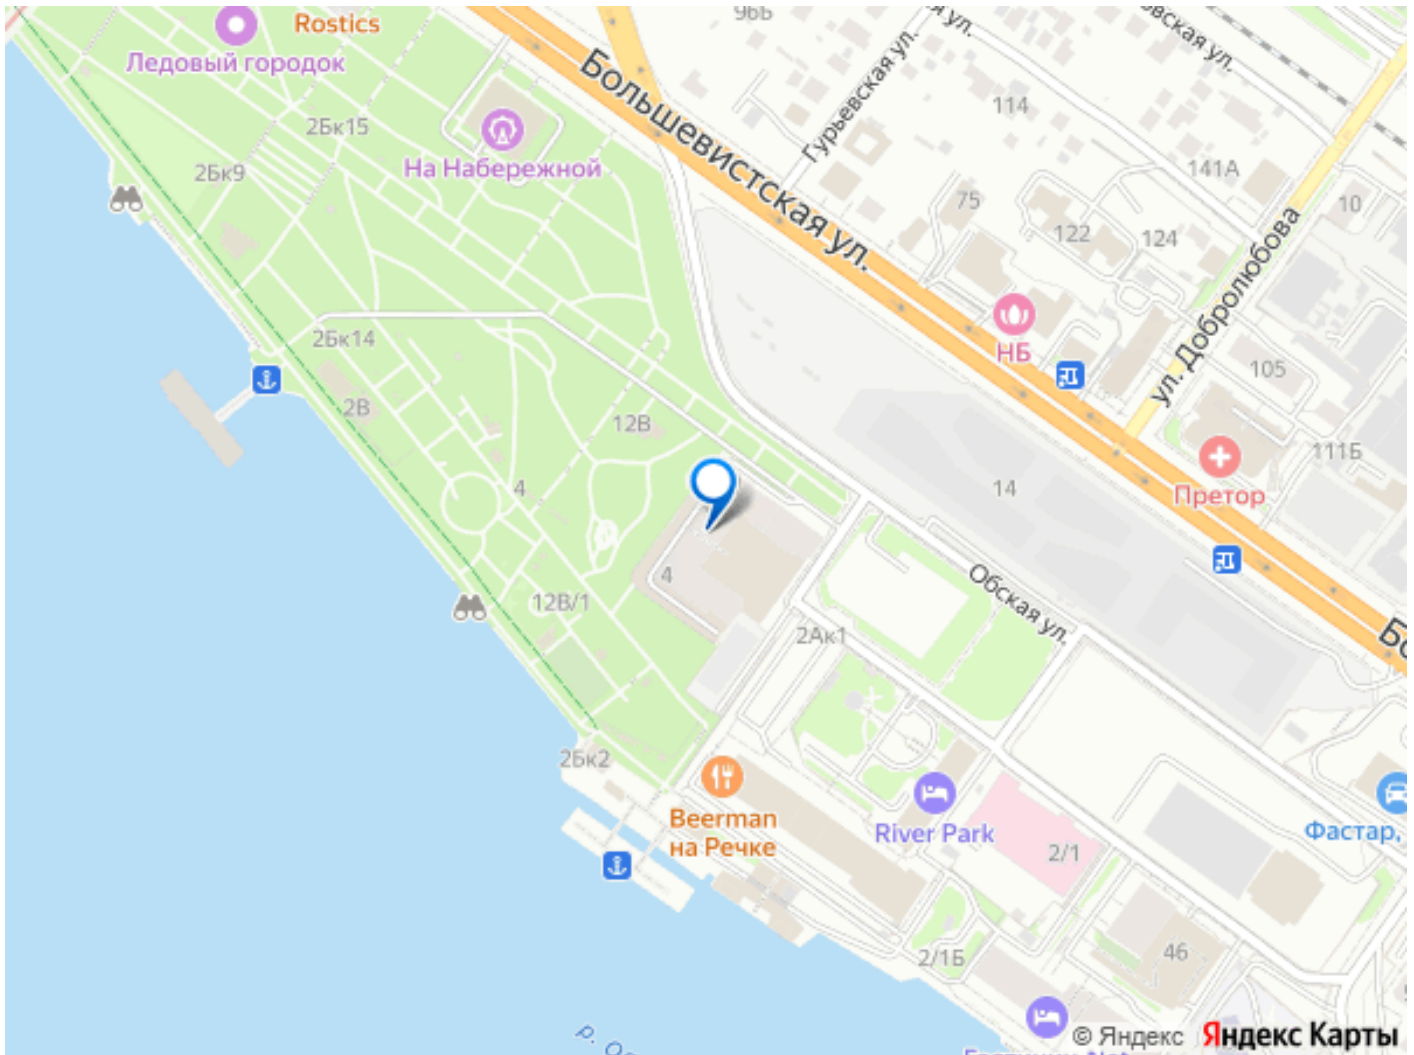 96Б
Rostics
Ледовый городок
2Бк15
На Набережной
2Бк9
Большевистская ул.
Гурьевская ул.
114
141А
10
75
122
124
ул. Добролюбова
НБ
105
2Бк14
2В
12В
111Б
Претор
4
14
4
12В/1
Обская ул.
2Ак1
2Бк2
Beerman
на Речке
River Park
2/1
Фастар,
46
2/1Б
© Яндекс
Яндекс Карты